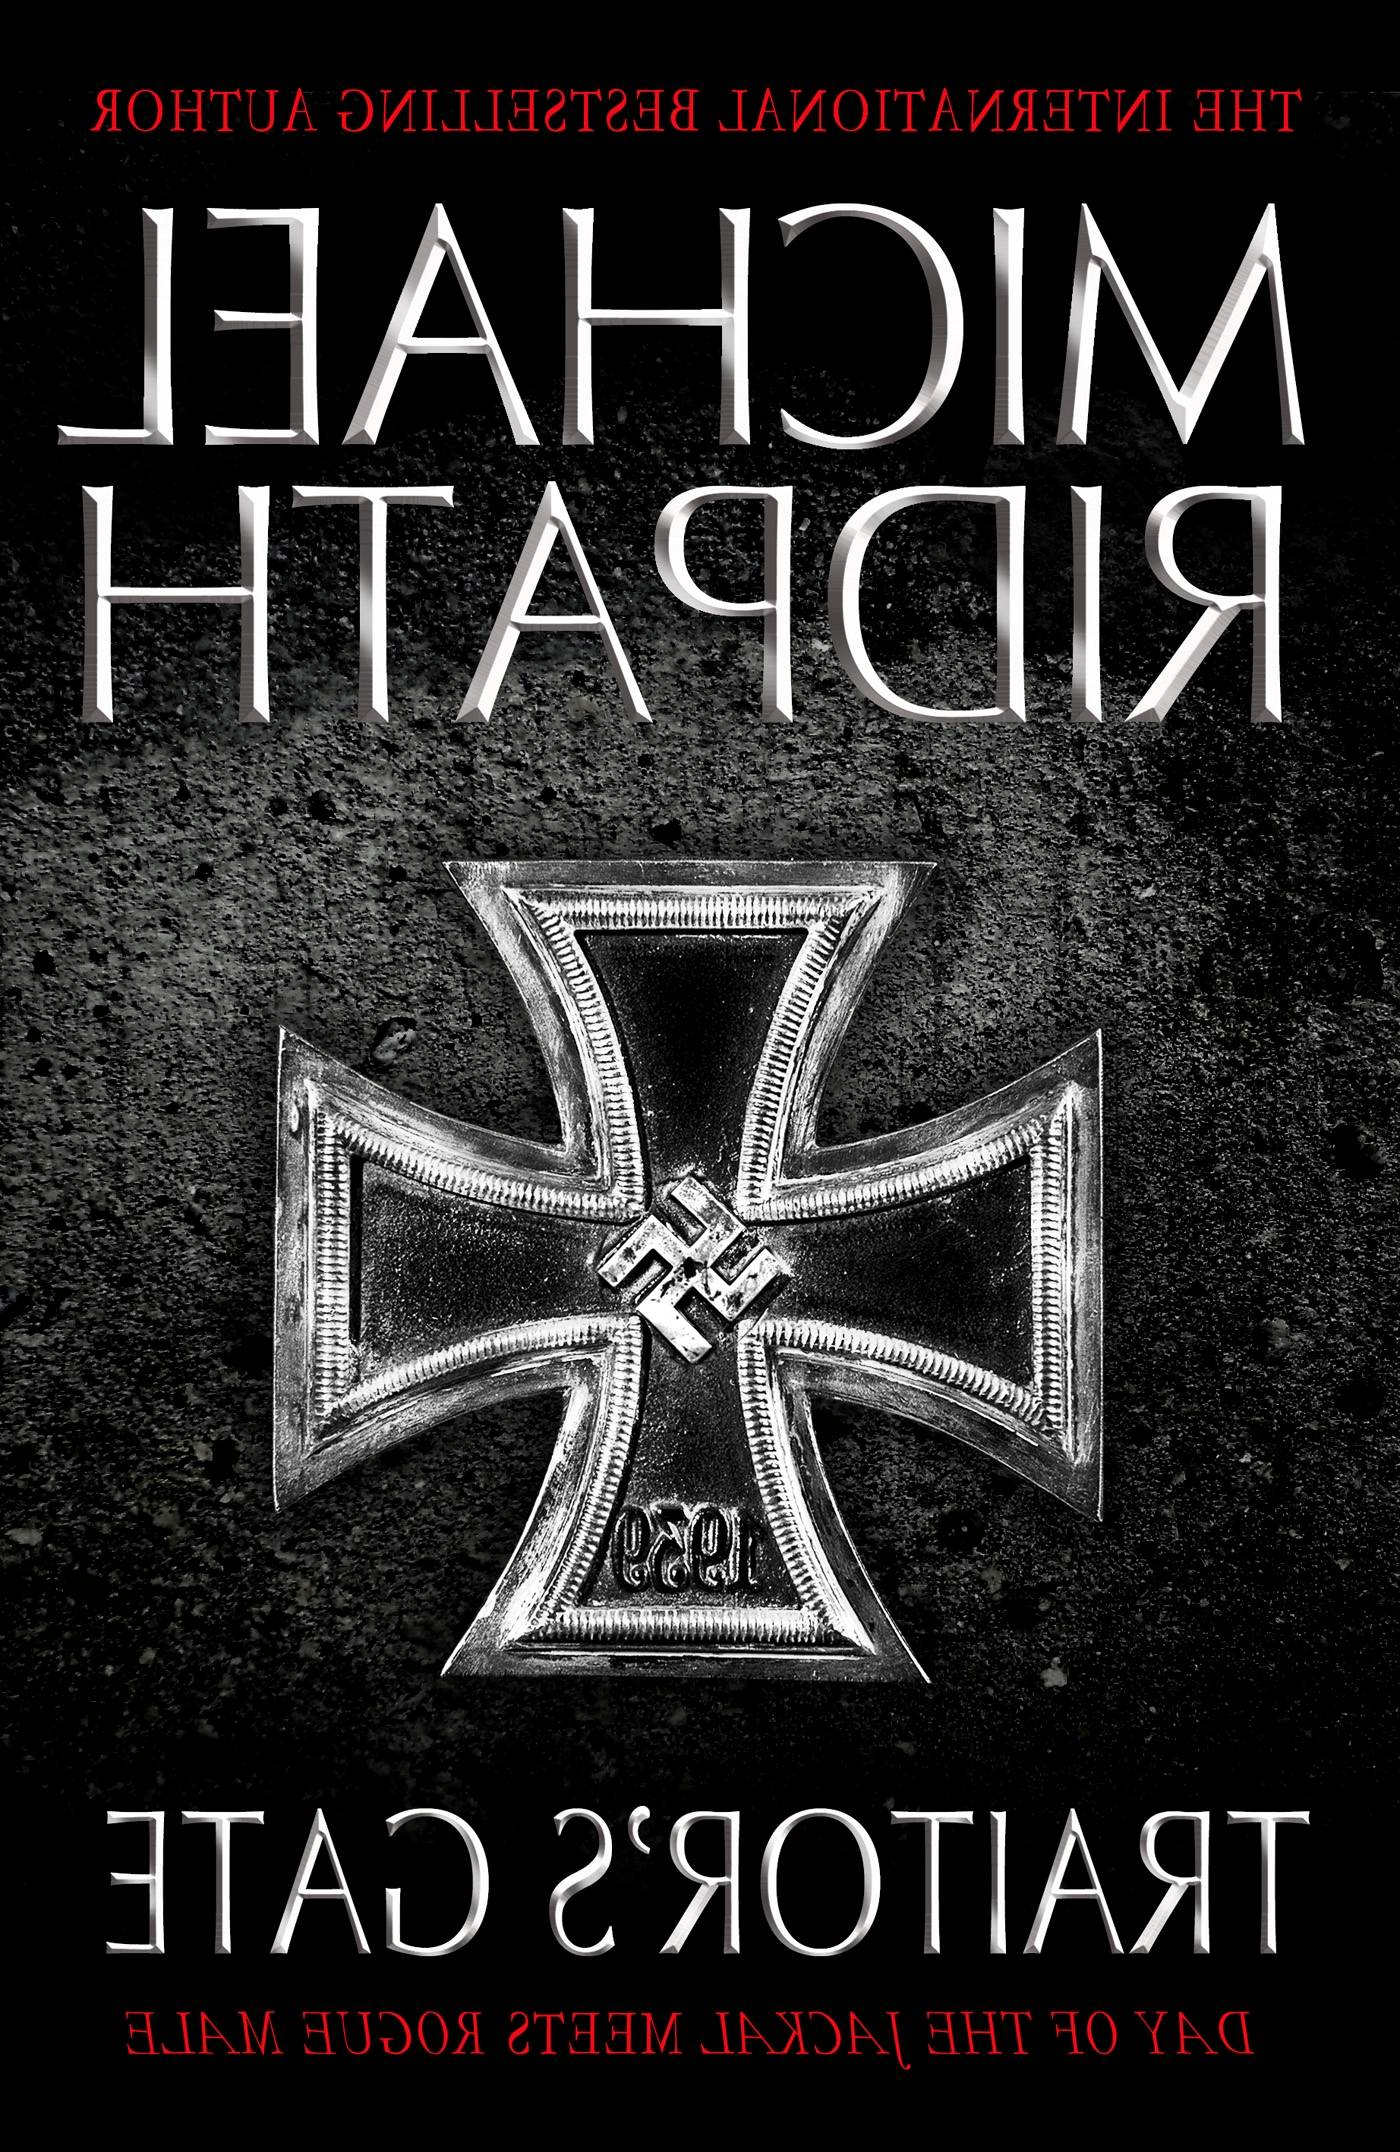 THE INTERNATIONAL BESTSELLING AUTHOR
MICHAEL
RIDPATH
1939
TRAITOR'S GATE
DAY OF THE JACKAL MEETS ROGUE MALE